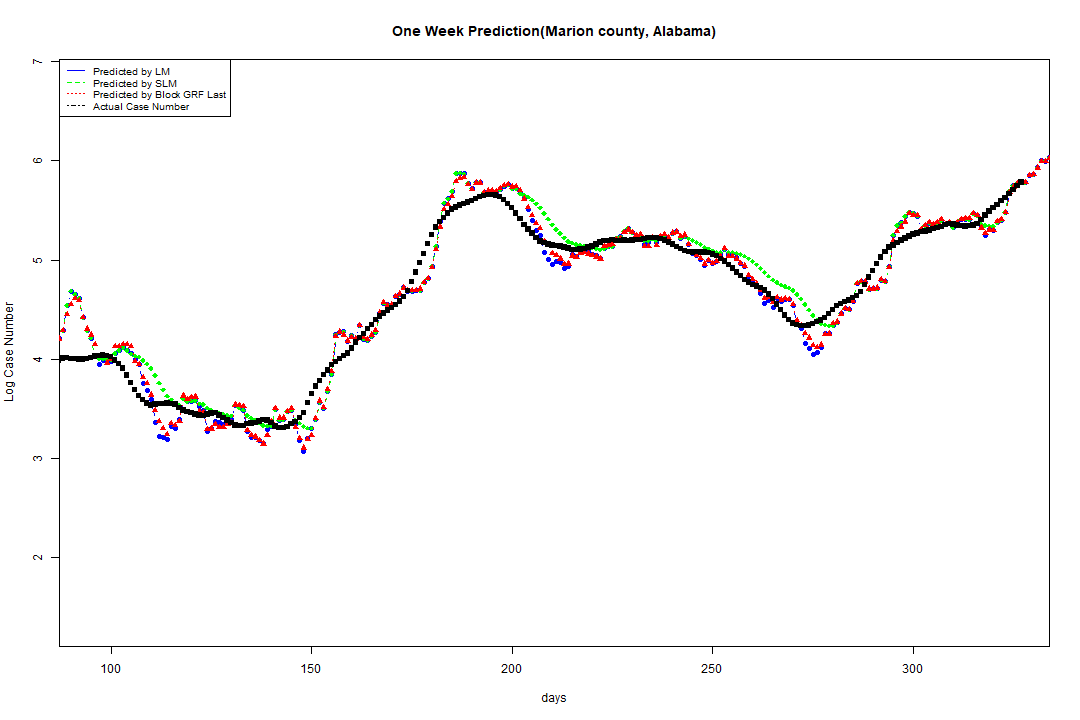 One Week Prediction(Marion county, Alabama)
Predicted by LM
Predicted by SLM
Predicted by Block GRF Last
Actual Case Number
7
6
5
4
3
2
Log Case Number
100 150 200 250 300
days